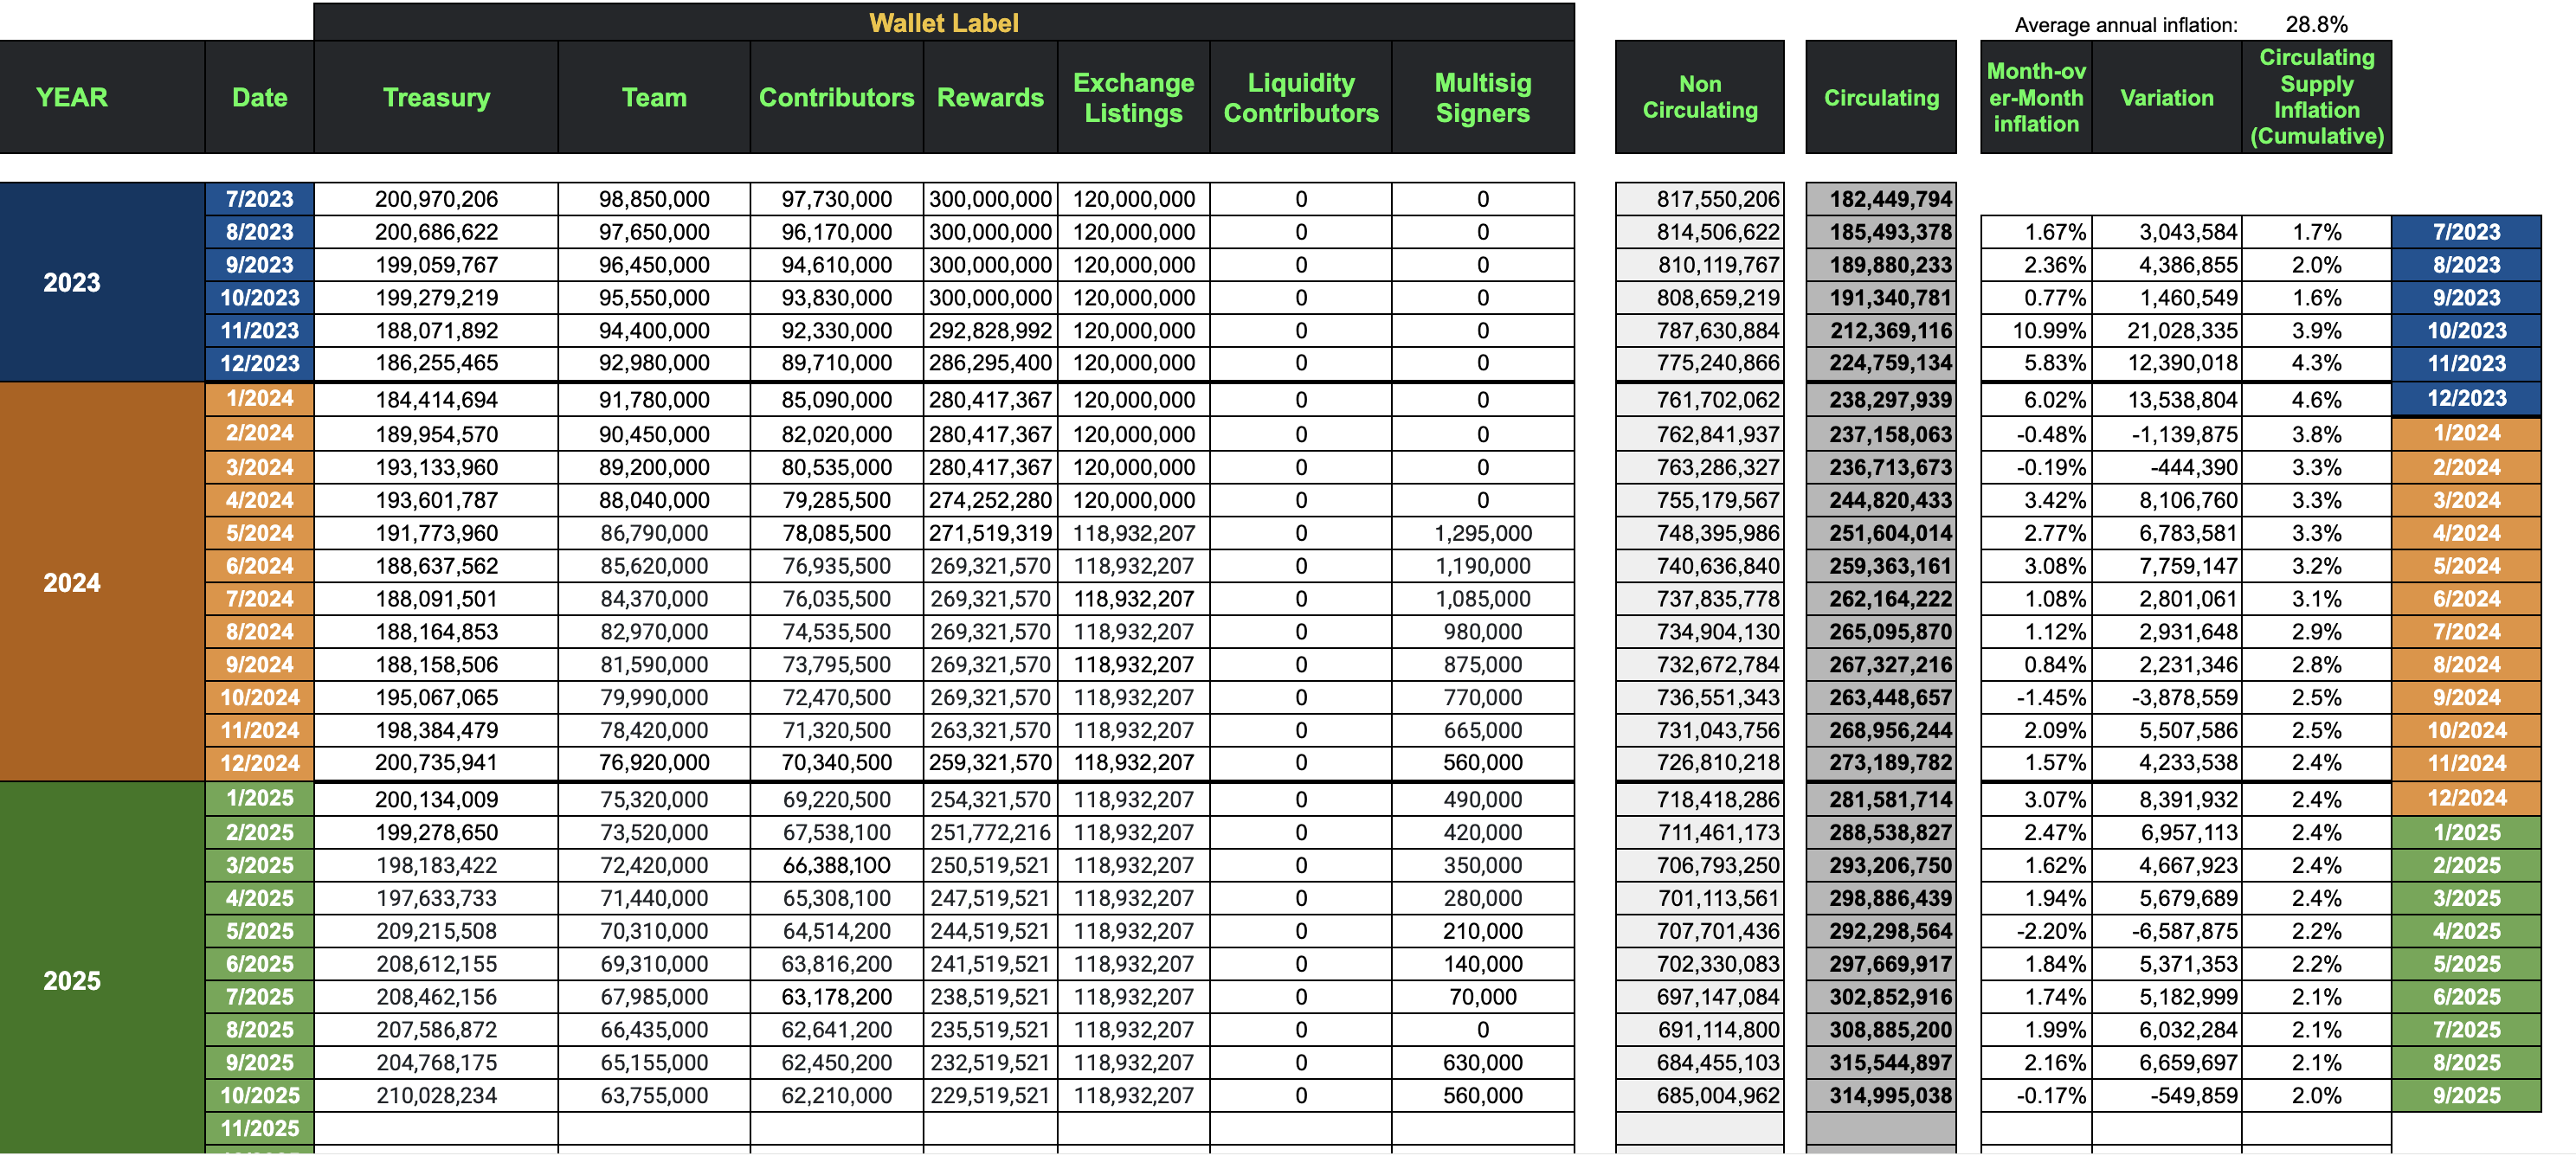 Wallet Label
Average annual inflation: 28.8%
YEAR Date Treasury Team Contributors Rewards Exchange Listings Liquidity Contributors Multisig Signers Non Circulating Circulating Month-over-Month inflation Variation Circulating Supply Inflation (Cumulative)
2023
7/2023 200,970,206 98,850,000 97,730,000 300,000,000 120,000,000 0 0 817,550,206 182,449,794
8/2023 200,686,622 97,650,000 96,170,000 300,000,000 120,000,000 0 0 814,506,622 185,493,378 1.67% 3,043,584 1.7% 7/2023
9/2023 199,059,767 96,450,000 94,610,000 300,000,000 120,000,000 0 0 810,119,767 189,880,233 2.36% 4,386,855 2.0% 8/2023
10/2023 199,279,219 95,550,000 93,830,000 300,000,000 120,000,000 0 0 808,659,219 191,340,781 0.77% 1,460,549 1.6% 9/2023
11/2023 188,071,892 94,400,000 92,330,000 292,828,992 120,000,000 0 0 787,630,884 212,369,116 10.99% 21,028,335 3.9% 10/2023
12/2023 186,255,465 92,980,000 89,710,000 286,295,400 120,000,000 0 0 775,240,866 224,759,134 5.83% 12,390,018 4.3% 11/2023
2024
1/2024 184,414,694 91,780,000 85,090,000 280,417,367 120,000,000 0 0 761,702,062 238,297,939 6.02% 13,538,804 4.6% 12/2023
2/2024 189,954,570 90,450,000 82,020,000 280,417,367 120,000,000 0 0 762,841,937 237,158,063 -0.48% -1,139,875 3.8% 1/2024
3/2024 193,133,960 89,200,000 80,535,000 280,417,367 120,000,000 0 0 763,286,327 236,713,673 -0.19% -444,390 3.3% 2/2024
4/2024 193,601,787 88,040,000 79,285,500 274,252,280 120,000,000 0 0 755,179,567 244,820,433 3.42% 8,106,760 3.3% 3/2024
5/2024 191,773,960 86,790,000 78,085,500 271,519,319 118,932,207 0 1,295,000 748,395,986 251,604,014 2.77% 6,783,581 3.3% 4/2024
6/2024 188,637,562 85,620,000 76,935,500 269,321,570 118,932,207 0 1,190,000 740,636,840 259,363,161 3.08% 7,759,147 3.2% 5/2024
7/2024 188,091,501 84,370,000 76,035,500 269,321,570 118,932,207 0 1,085,000 737,835,778 262,164,222 1.08% 2,801,061 3.1% 6/2024
8/2024 188,164,853 82,970,000 74,535,500 269,321,570 118,932,207 0 980,000 734,904,130 265,095,870 1.12% 2,931,648 2.9% 7/2024
9/2024 188,158,506 81,590,000 73,795,500 269,321,570 118,932,207 0 875,000 732,672,784 267,327,216 0.84% 2,231,346 2.8% 8/2024
10/2024 195,067,065 79,990,000 72,470,500 269,321,570 118,932,207 0 770,000 736,551,343 263,448,657 -1.45% -3,878,559 2.5% 9/2024
11/2024 198,384,479 78,420,000 71,320,500 263,321,570 118,932,207 0 665,000 731,043,756 268,956,244 2.09% 5,507,586 2.5% 10/2024
12/2024 200,735,941 76,920,000 70,340,500 259,321,570 118,932,207 0 560,000 726,810,218 273,189,782 1.57% 4,233,538 2.4% 11/2024
2025
1/2025 200,134,009 75,320,000 69,220,500 254,321,570 118,932,207 0 490,000 718,418,286 281,581,714 3.07% 8,391,932 2.4% 12/2024
2/2025 199,278,650 73,520,000 67,538,100 251,772,216 118,932,207 0 420,000 711,461,173 288,538,827 2.47% 6,957,113 2.4% 1/2025
3/2025 198,183,422 72,420,000 66,388,100 250,519,521 118,932,207 0 350,000 706,793,250 293,206,750 1.62% 4,667,923 2.4% 2/2025
4/2025 197,633,733 71,440,000 65,308,100 247,519,521 118,932,207 0 280,000 701,113,561 298,886,439 1.94% 5,679,689 2.4% 3/2025
5/2025 209,215,508 70,310,000 64,514,200 244,519,521 118,932,207 0 210,000 707,701,436 292,298,564 -2.20% -6,587,875 2.2% 4/2025
6/2025 208,612,155 69,310,000 63,816,200 241,519,521 118,932,207 0 140,000 702,330,083 297,669,917 1.84% 5,371,353 2.2% 5/2025
7/2025 208,462,156 67,985,000 63,178,200 238,519,521 118,932,207 0 70,000 697,147,084 302,852,916 1.74% 5,182,999 2.1% 6/2025
8/2025 207,586,872 66,435,000 62,641,200 235,519,521 118,932,207 0 0 691,114,800 308,885,200 1.99% 6,032,284 2.1% 7/2025
9/2025 204,768,175 65,155,000 62,450,200 232,519,521 118,932,207 0 630,000 684,455,103 315,544,897 2.16% 6,659,697 2.1% 8/2025
10/2025 210,028,234 63,755,000 62,210,000 229,519,521 118,932,207 0 560,000 685,004,962 314,995,038 -0.17% -549,859 2.0% 9/2025
11/2025